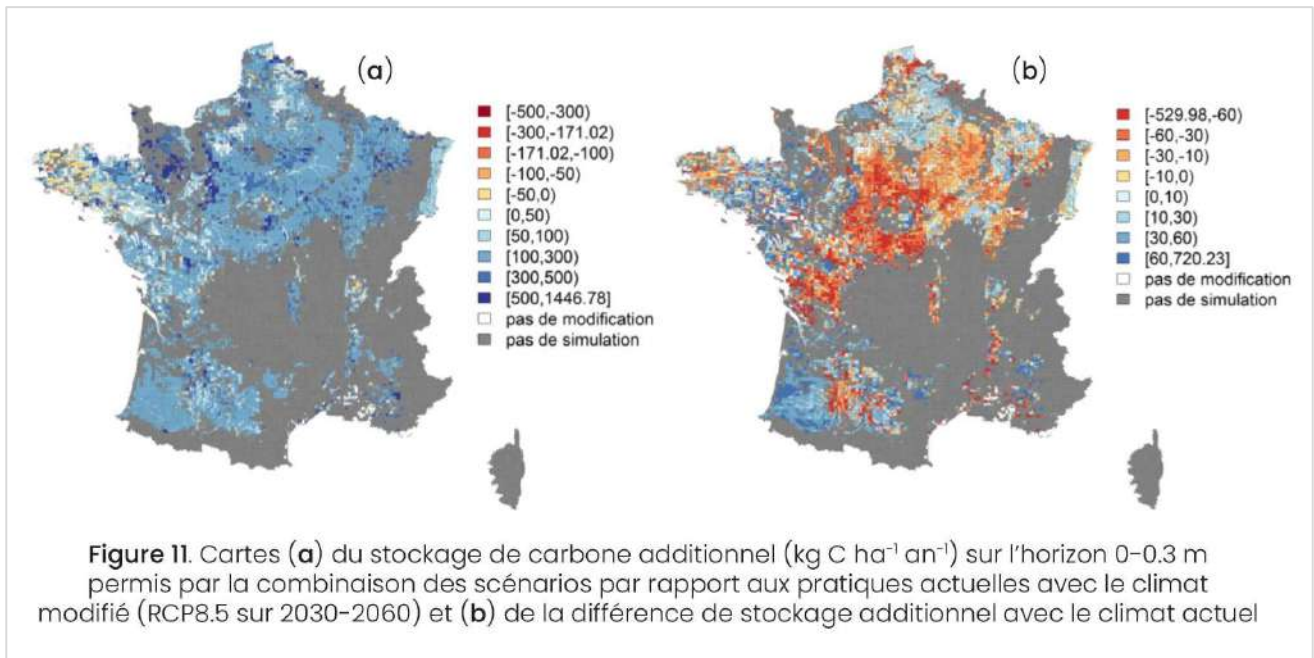 (a)
[-500,-300)
[-300,-171.02)
[-171.02,-100)
[-100,-50)
[-50,0)
[0,50)
[50,100)
[100,300)
[300,500)
[500,1446.78]
pas de modification
pas de simulation
(b)
[-529.98,-60)
[-60,-30)
[-30,-10)
[-10,0)
[0,10)
[10,30)
[30,60)
[60,720.23]
pas de modification
pas de simulation
Figure 11. Cartes (a) du stockage de carbone additionnel (kg C ha⁻¹ an⁻¹) sur l’horizon 0-0.3 m
permis par la combinaison des scénarios par rapport aux pratiques actuelles avec le climat
modifié (RCP8.5 sur 2030-2060) et (b) de la différence de stockage additionnel avec le climat actuel